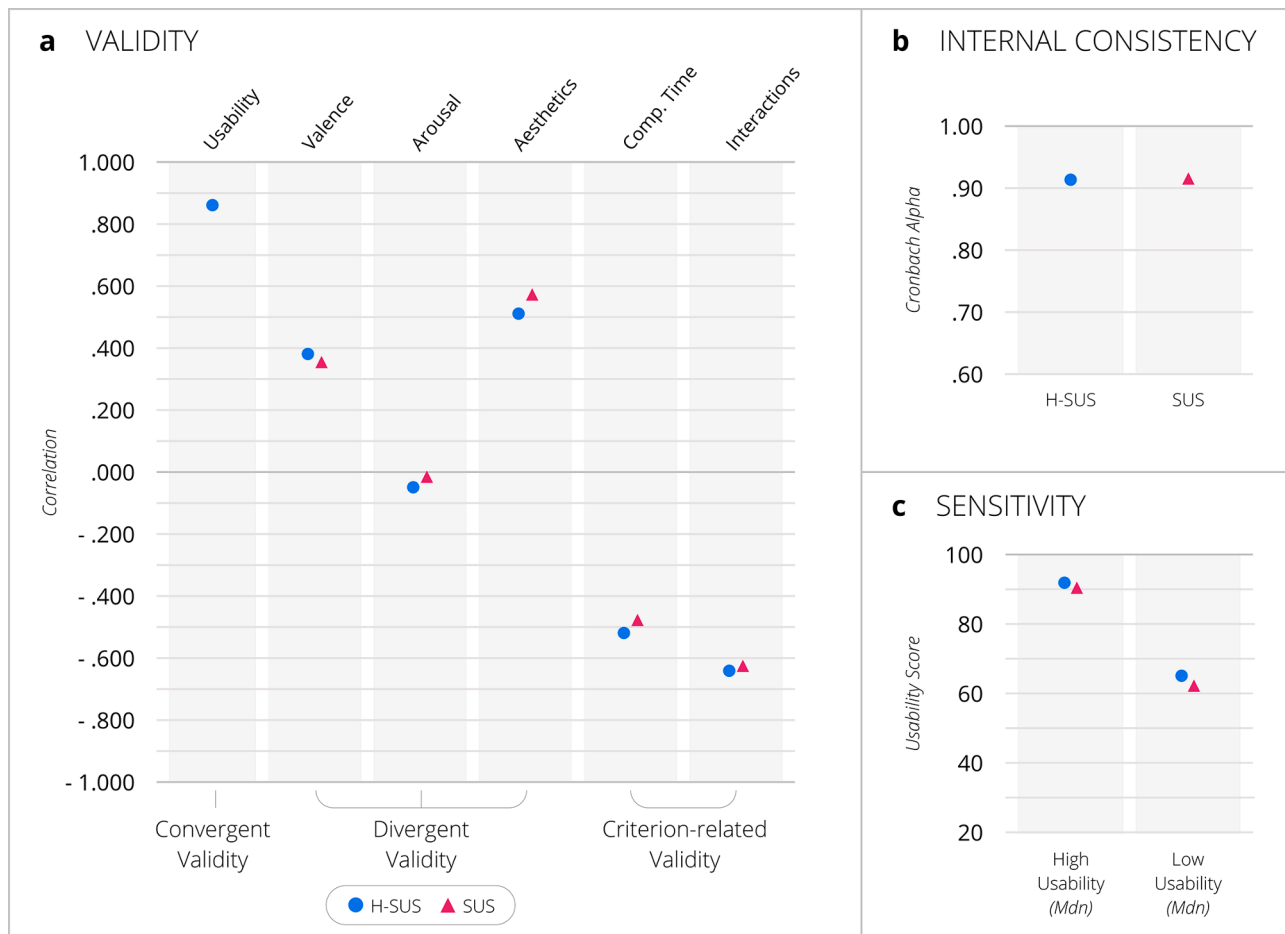 a VALIDITY
Usability
Valence
Arousal
Aesthetics
Comp. Time
Interactions
1.000
.800
.600
.400
.200
.000
- .200
- .400
- .600
- .800
- 1.000
Correlation
Convergent
Validity
Divergent
Validity
Criterion-related
Validity
H-SUS
SUS
b INTERNAL CONSISTENCY
1.00
.90
.80
.70
.60
Cronbach Alpha
H-SUS
SUS
c SENSITIVITY
100
80
60
40
20
Usability Score
High
Usability
(Mdn)
Low
Usability
(Mdn)